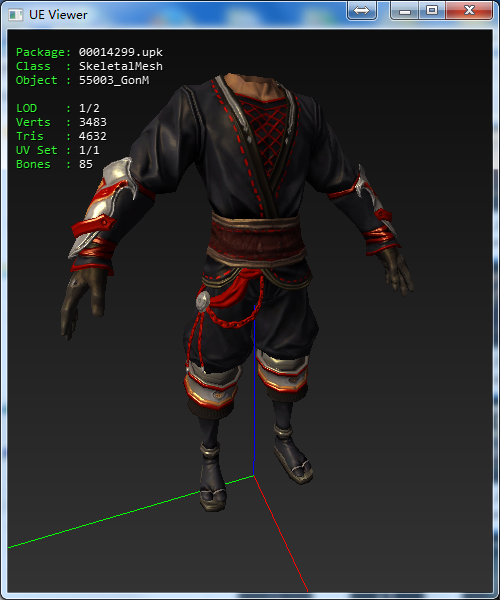 UE Viewer
Package: 00014299.upk
Class  : SkeletalMesh
Object : 55003_GonM
LOD    : 1/2
Verts  : 3483
Tris   : 4632
UV Set : 1/1
Bones  : 85